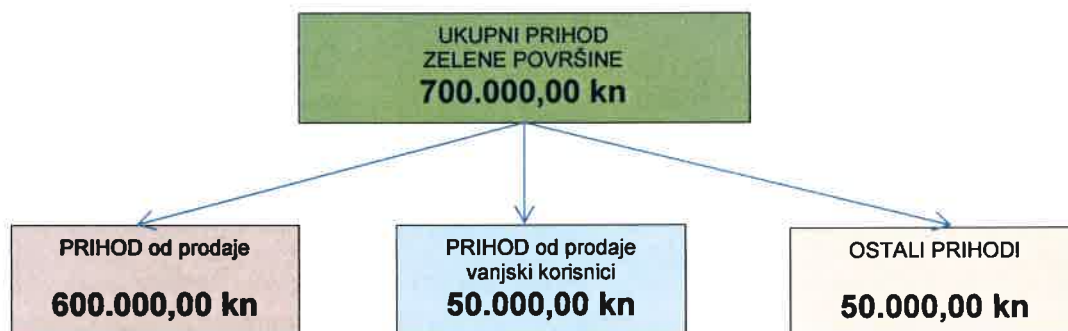 UKUPNI PRIHOD
ZELENE POVRŠINE
700.000,00 kn
PRIHOD od prodaje
600.000,00 kn
PRIHOD od prodaje
vanjski korisnici
50.000,00 kn
OSTALI PRIHODI
50.000,00 kn